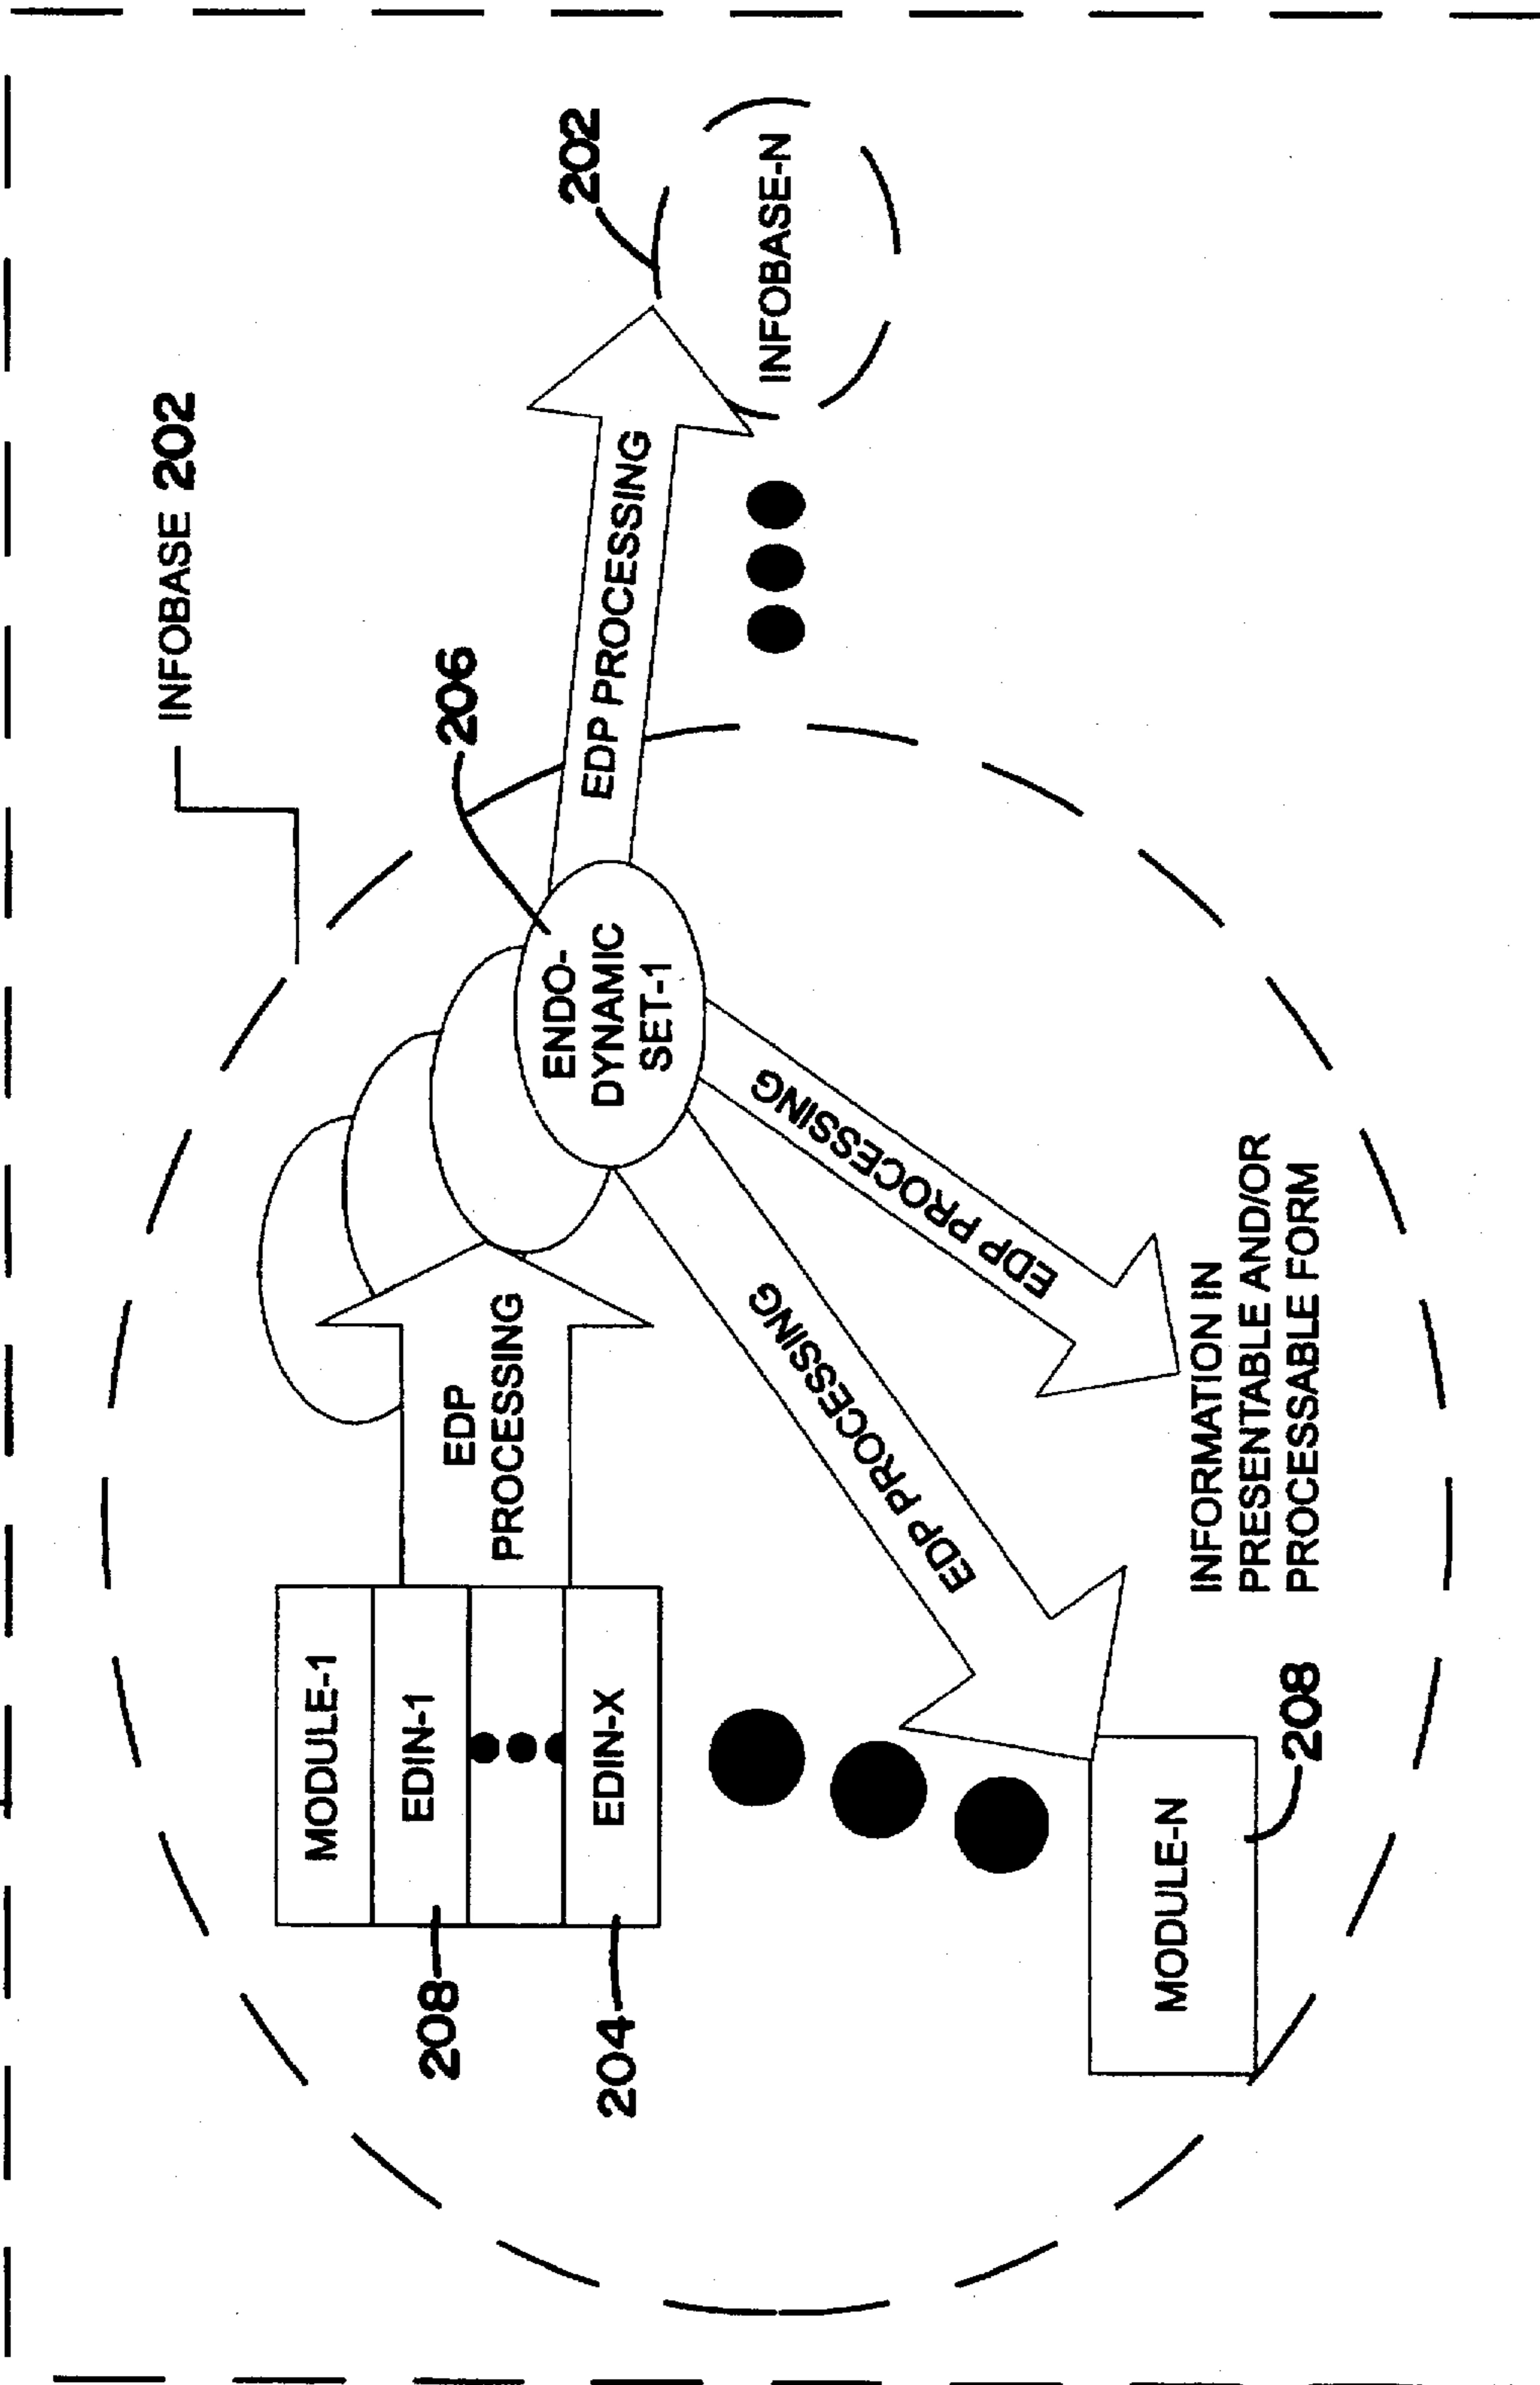 INFOBASE 202
206
202
MODULE-1
EDIN-1
EDIN-X
208
204
EDP
PROCESSING
ENDO-
DYNAMIC
SET-1
EDP PROCESSING
INFOBASE-N
EDP PROCESSING
EDP PROCESSING
MODULE-N
208
INFORMATION IN
PRESENTABLE AND/OR
PROCESSABLE FORM